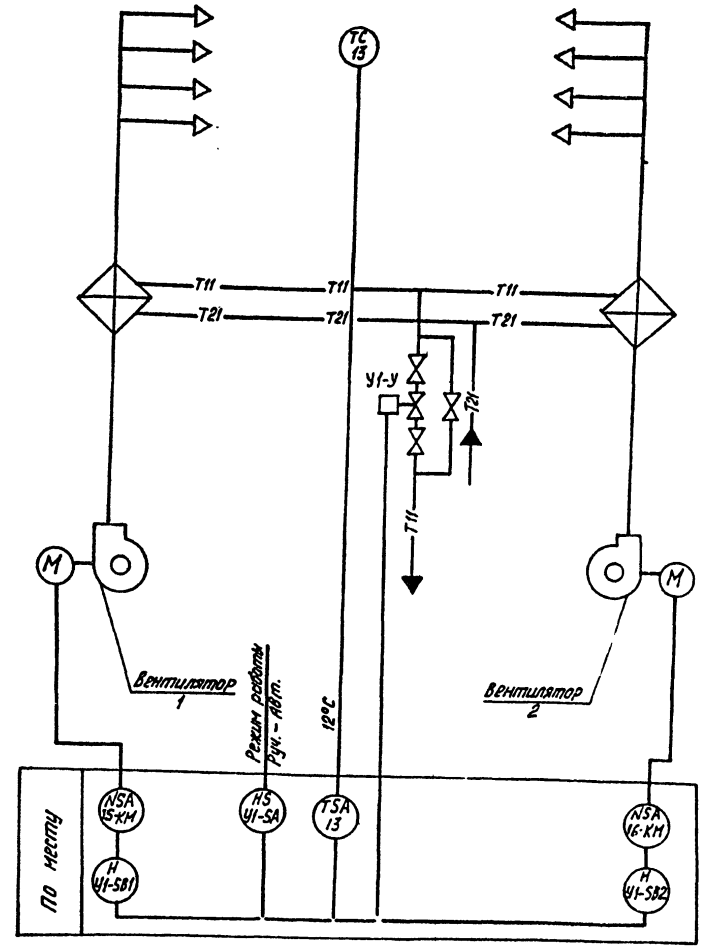 TC
13
T11
T11
T11
T21
T21
T21
У1-У
T21
T11
M
M
Вентилятор
1
Режим работы
Руч. - Авт.
12°C
Вентилятор
2
NSA
15-КМ
HS
У1-SA
TSA
13
NSA
16-КМ
H
У1-SB1
H
У1-SB2
По месту